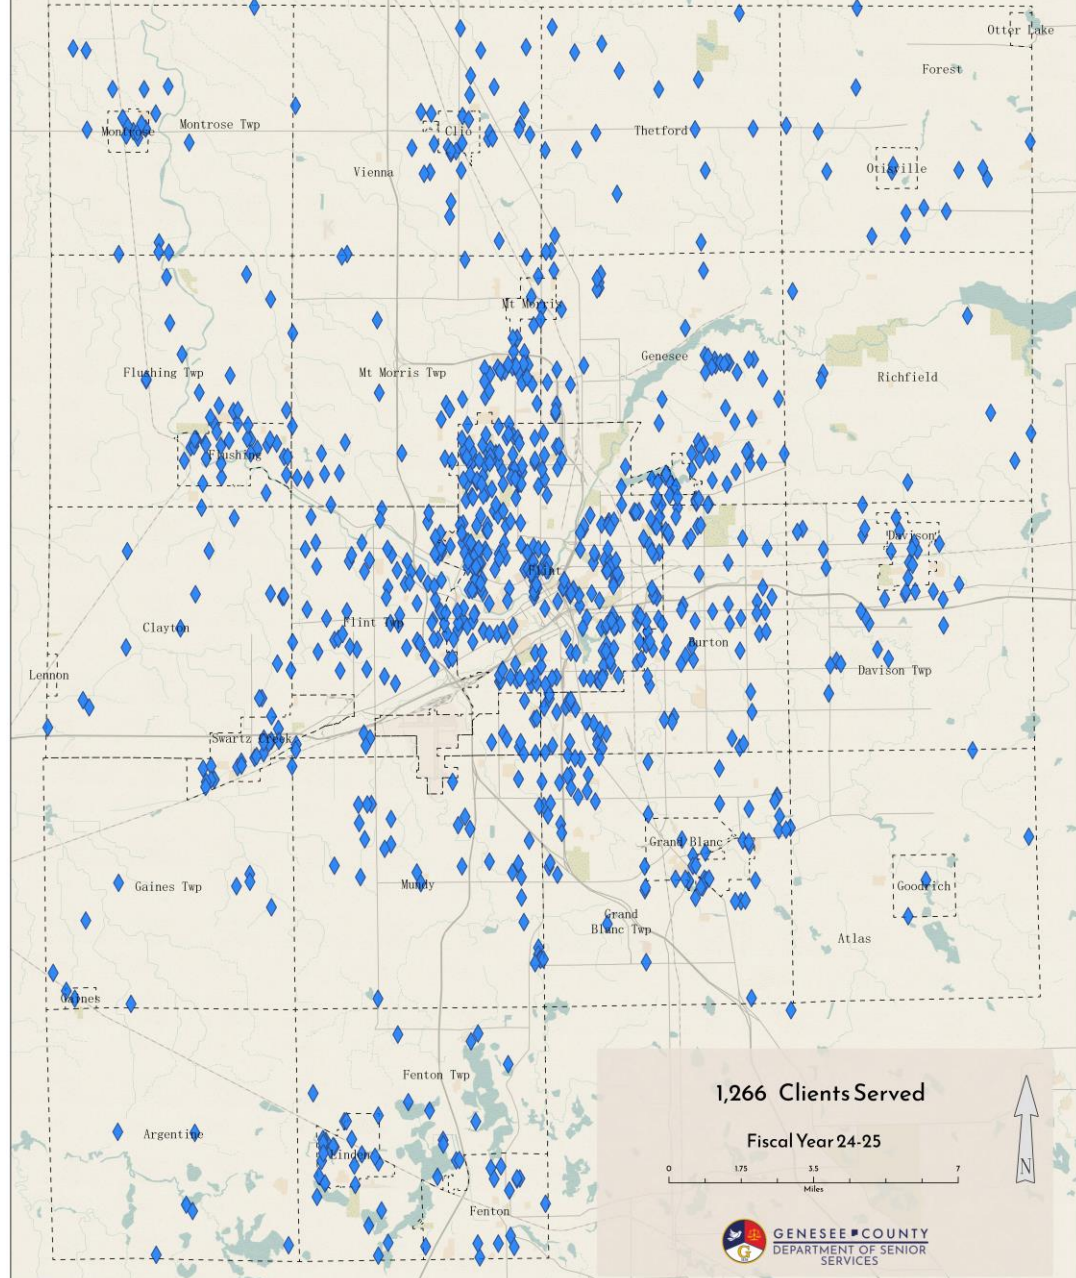 Otter Lake
Forest
Montrose
Montrose Twp
Clio
Thetford
Vienna
Otisville
Mt Morris
Genesee
Flushing Twp
Mt Morris Twp
Richfield
Flushing
Davison
Flint
Clayton
Flint Twp
Burton
Davison Twp
Lennon
Swartz Creek
Grand Blanc
Gaines Twp
Mundy
Goodrich
Grand
Blanc Twp
Atlas
Gaines
Fenton Twp
1,266 Clients Served
Argentine
Fiscal Year 24-25
Linden
0 1.75 3.5 7
Miles
N
Fenton
GENESEE COUNTY
DEPARTMENT OF SENIOR
SERVICES